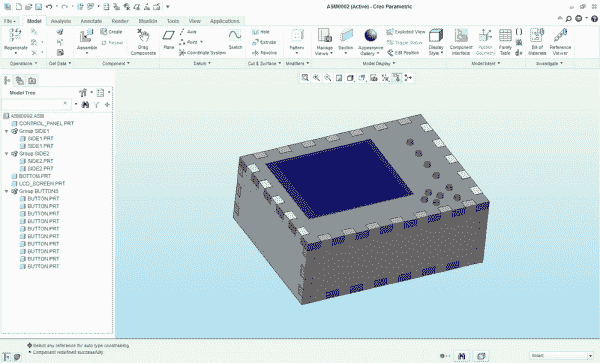 ASM0002 (Active) - Creo Parametric
File Model Analysis Annotate Render Manikin Tools View Applications
Regenerate
Assemble
Create
Repeat
Drag Components
Plane
Axis
Point
Coordinate System
Sketch
Hole
Extrude
Revolve
Pattern
Manage Views
Section
Appearance Gallery
Exploded View
Toggle Status
Edit Position
Display Style
Component Interface
Publish Geometry
Family Table
Bill of Materials
Reference Viewer
Operations Get Data Component Datum Cut & Surface Modifiers Model Display Model Intent Investigate
Model Tree
ASM0002.ASM
CONTROL_PANEL.PRT
Group SIDE1
SIDE1.PRT
SIDE1.PRT
Group SIDE2
SIDE2.PRT
SIDE2.PRT
BOTTOM.PRT
LCD_SCREEN.PRT
Group BUTTONS
BUTTON.PRT
BUTTON.PRT
BUTTON.PRT
BUTTON.PRT
BUTTON.PRT
BUTTON.PRT
BUTTON.PRT
BUTTON.PRT
BUTTON.PRT
BUTTON.PRT
Select any reference for auto type constraining.
Component redefined successfully.
Smart